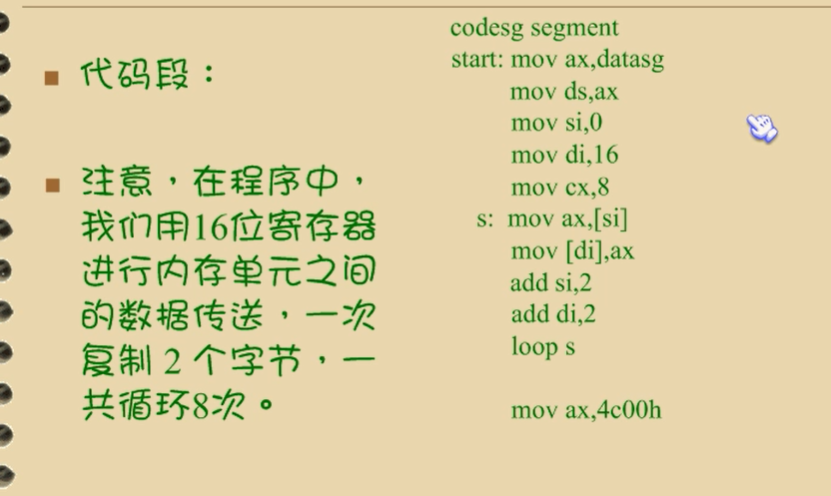 代码段：
注意，在程序中，
我们用16位寄存器
进行内存单元之间
的数据传送，一次
复制 2 个字节，一
共循环8次。
codesg segment
start: mov ax,datasg
mov ds,ax
mov si,0
mov di,16
mov cx,8
s: mov ax,[si]
mov [di],ax
add si,2
add di,2
loop s
mov ax,4c00h